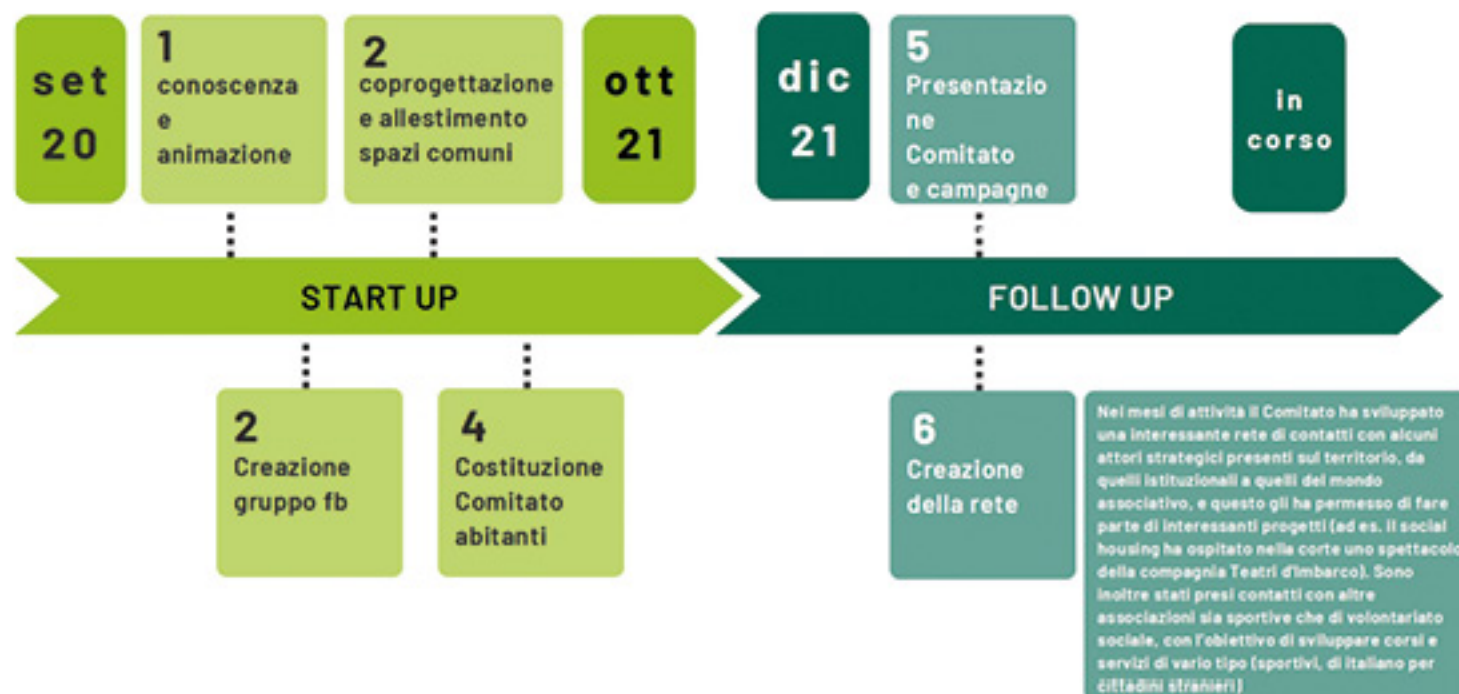 set
20
1
conoscenza
e
animazione
2
coprogettazione
e allestimento
spazi comuni
ott
21
dic
21
5
Presentazio
ne
Comitato
e campagne
in
corso
START UP
FOLLOW UP
2
Creazione
gruppo fb
4
Costituzione
Comitato
abitanti
6
Creazione
della rete
Nei mesi di attività il Comitato ha sviluppato
una interessante rete di contatti con alcuni
attori strategici presenti sul territorio, da
quelli istituzionali a quelli del mondo
associativo, e questo gli ha permesso di fare
parte di interessanti progetti (ad es. il social
housing ha ospitato nella corte uno spettacolo
della compagnia Teatri d'Imbarco). Sono
inoltre stati presi contatti con altre
associazioni sia sportive che di volontariato
sociale, con l'obiettivo di sviluppare corsi e
servizi di vario tipo (sportivi, di italiano per
cittadini stranieri)